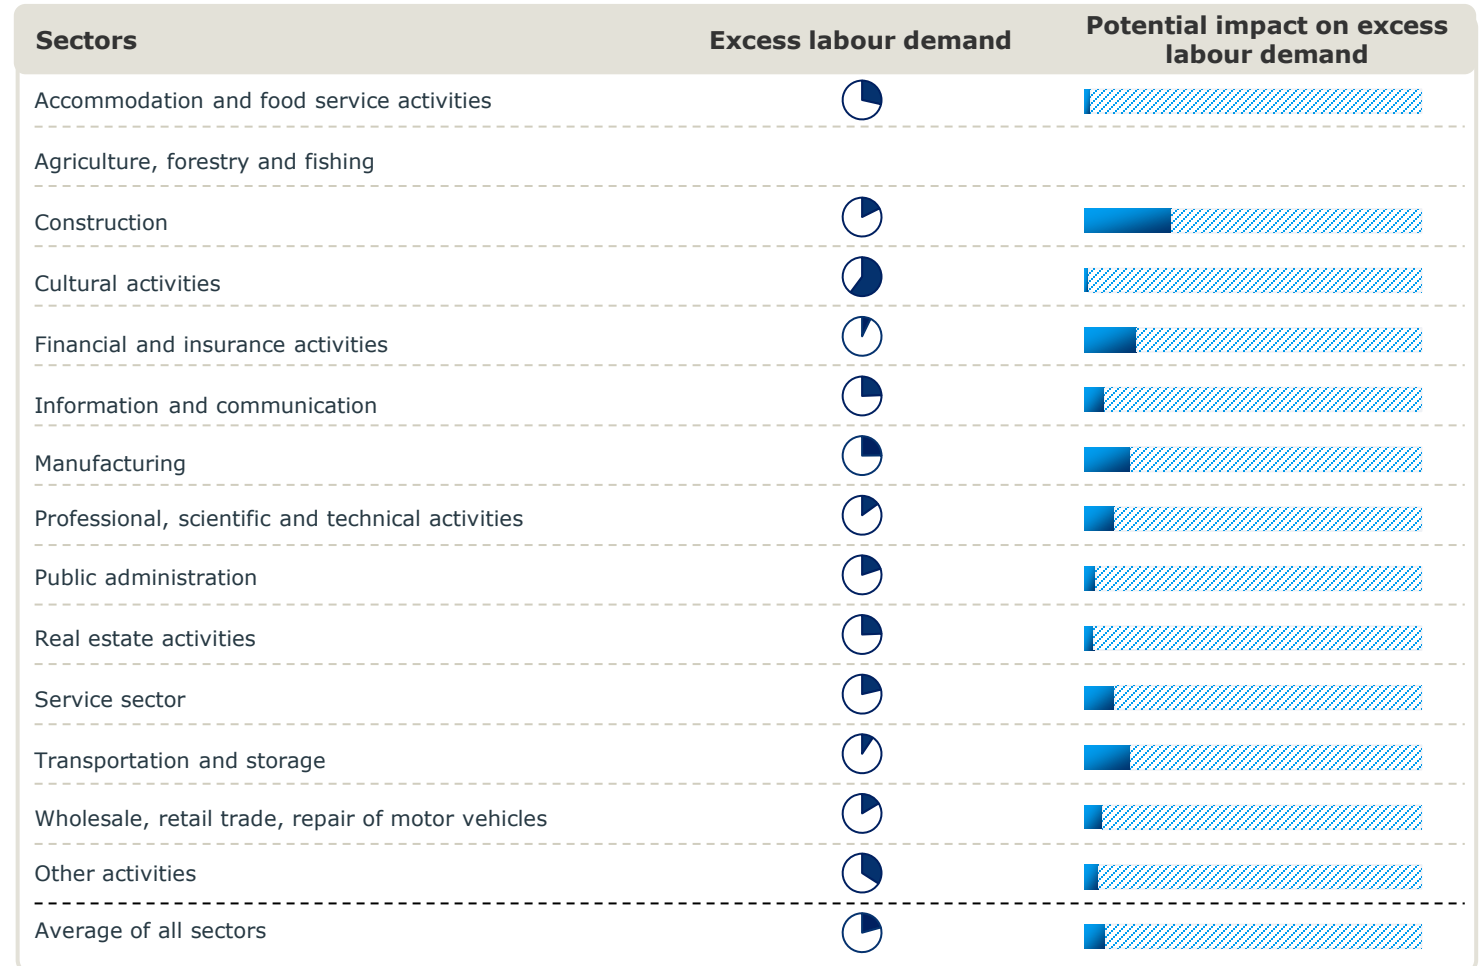 Sectors
Excess labour demand
Potential impact on excess
labour demand
Accommodation and food service activities
Agriculture, forestry and fishing
Construction
Cultural activities
Financial and insurance activities
Information and communication
Manufacturing
Professional, scientific and technical activities
Public administration
Real estate activities
Service sector
Transportation and storage
Wholesale, retail trade, repair of motor vehicles
Other activities
Average of all sectors